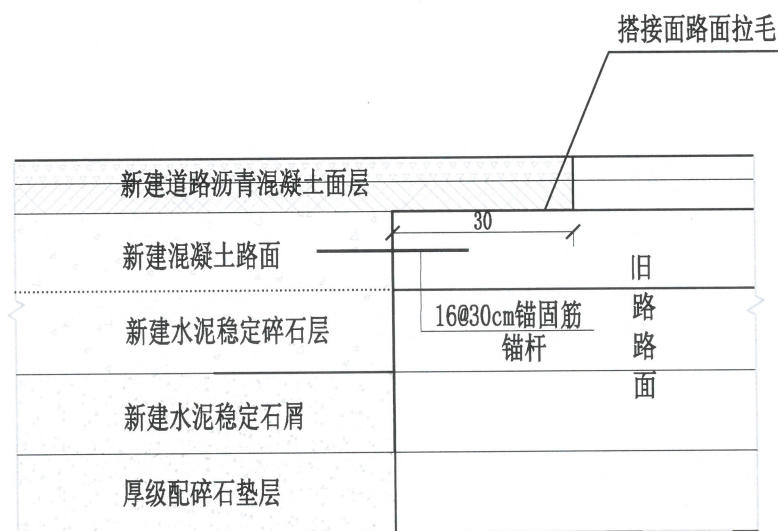 搭接面路面拉毛
新建道路沥青混凝土面层
30
新建混凝土路面
旧路路面
16@30cm锚固筋
锚杆
新建水泥稳定碎石层
新建水泥稳定石屑
厚级配碎石垫层